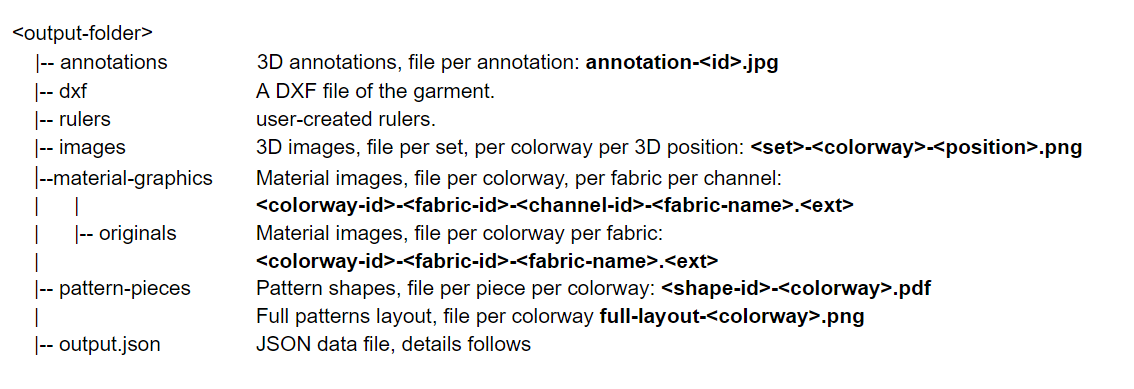 <output-folder>
|-- annotations 3D annotations, file per annotation: annotation-<id>.jpg
|-- dxf A DXF file of the garment.
|-- rulers user-created rulers.
|-- images 3D images, file per set, per colorway per 3D position: <set>-<colorway>-<position>.png
|--material-graphics Material images, file per colorway, per fabric per channel:
| | <colorway-id>-<fabric-id>-<channel-id>-<fabric-name>.<ext>
| |-- originals Material images, file per colorway per fabric:
| <colorway-id>-<fabric-id>-<fabric-name>.<ext>
|-- pattern-pieces Pattern shapes, file per piece per colorway: <shape-id>-<colorway>.pdf
| Full patterns layout, file per colorway full-layout-<colorway>.png
|-- output.json JSON data file, details follows